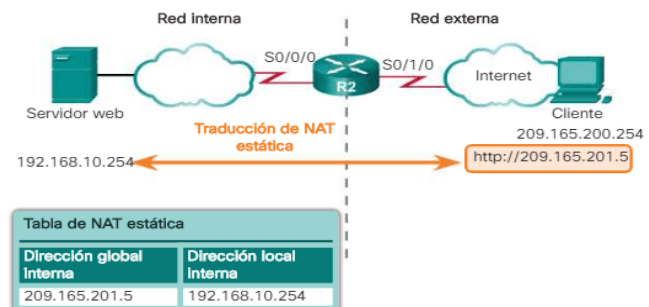 Red interna
Red externa
S0/0/0
S0/1/0
R2
Internet
Servidor web
Cliente
Traducción de NAT
estática
209.165.200.254
192.168.10.254
http://209.165.201.5
Tabla de NAT estática
Dirección global
interna
Dirección local
interna
209.165.201.5
192.168.10.254